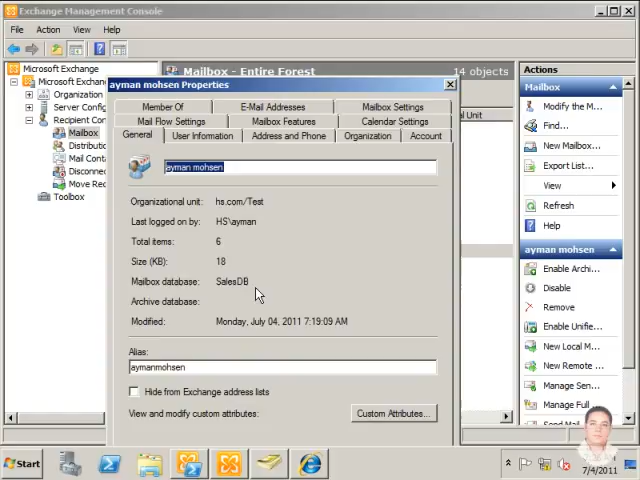 Exchange Management Console
File Action View Help
Microsoft Exchange
Microsoft Exchan
Organization
Server Config
Recipient Con
Mailbox
Distributio
Mail Conta
Disconnec
Move Req
Toolbox
Mailbox - Entire Forest 14 objects
al Unit
ayman mohsen Properties
Member Of E-Mail Addresses Mailbox Settings
Mail Flow Settings Mailbox Features Calendar Settings
General User Information Address and Phone Organization Account
ayman mohsen
Organizational unit: hs.com/Test
Last logged on by: HS\ayman
Total items: 6
Size (KB): 18
Mailbox database: SalesDB
Archive database:
Modified: Monday, July 04, 2011 7:19:09 AM
Alias:
aymanmohsen
Hide from Exchange address lists
View and modify custom attributes: Custom Attributes...
Actions
Mailbox
Modify the M...
Find...
New Mailbox...
Export List...
View
Refresh
Help
ayman mohsen
Enable Archi...
Disable
Remove
Enable Unifie...
New Local M...
New Remote ...
Manage Sen...
Manage Full ...
Start
7/4/2011